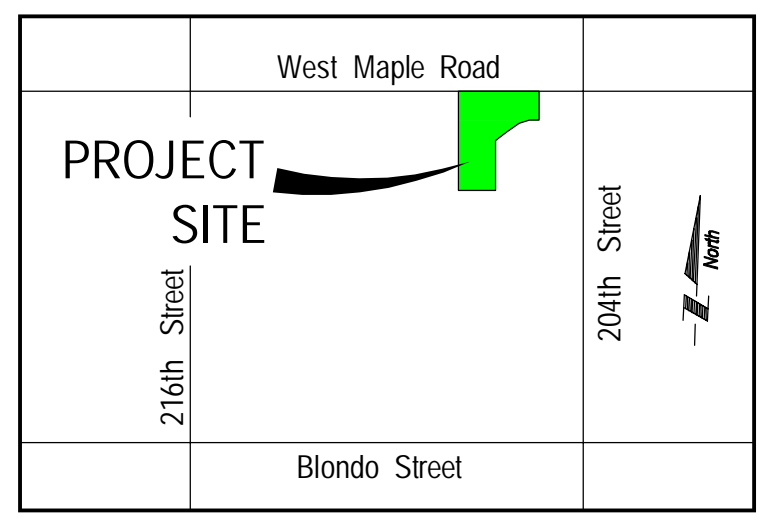 West Maple Road
PROJECT
SITE
216th Street
204th Street
North
Blondo Street